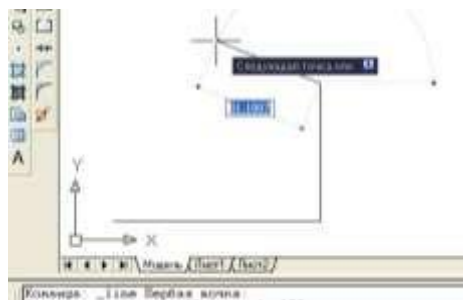 Следующая точка или
A
Y
X
Модель Лист1 Лист2
Команда: _line Первая точка: